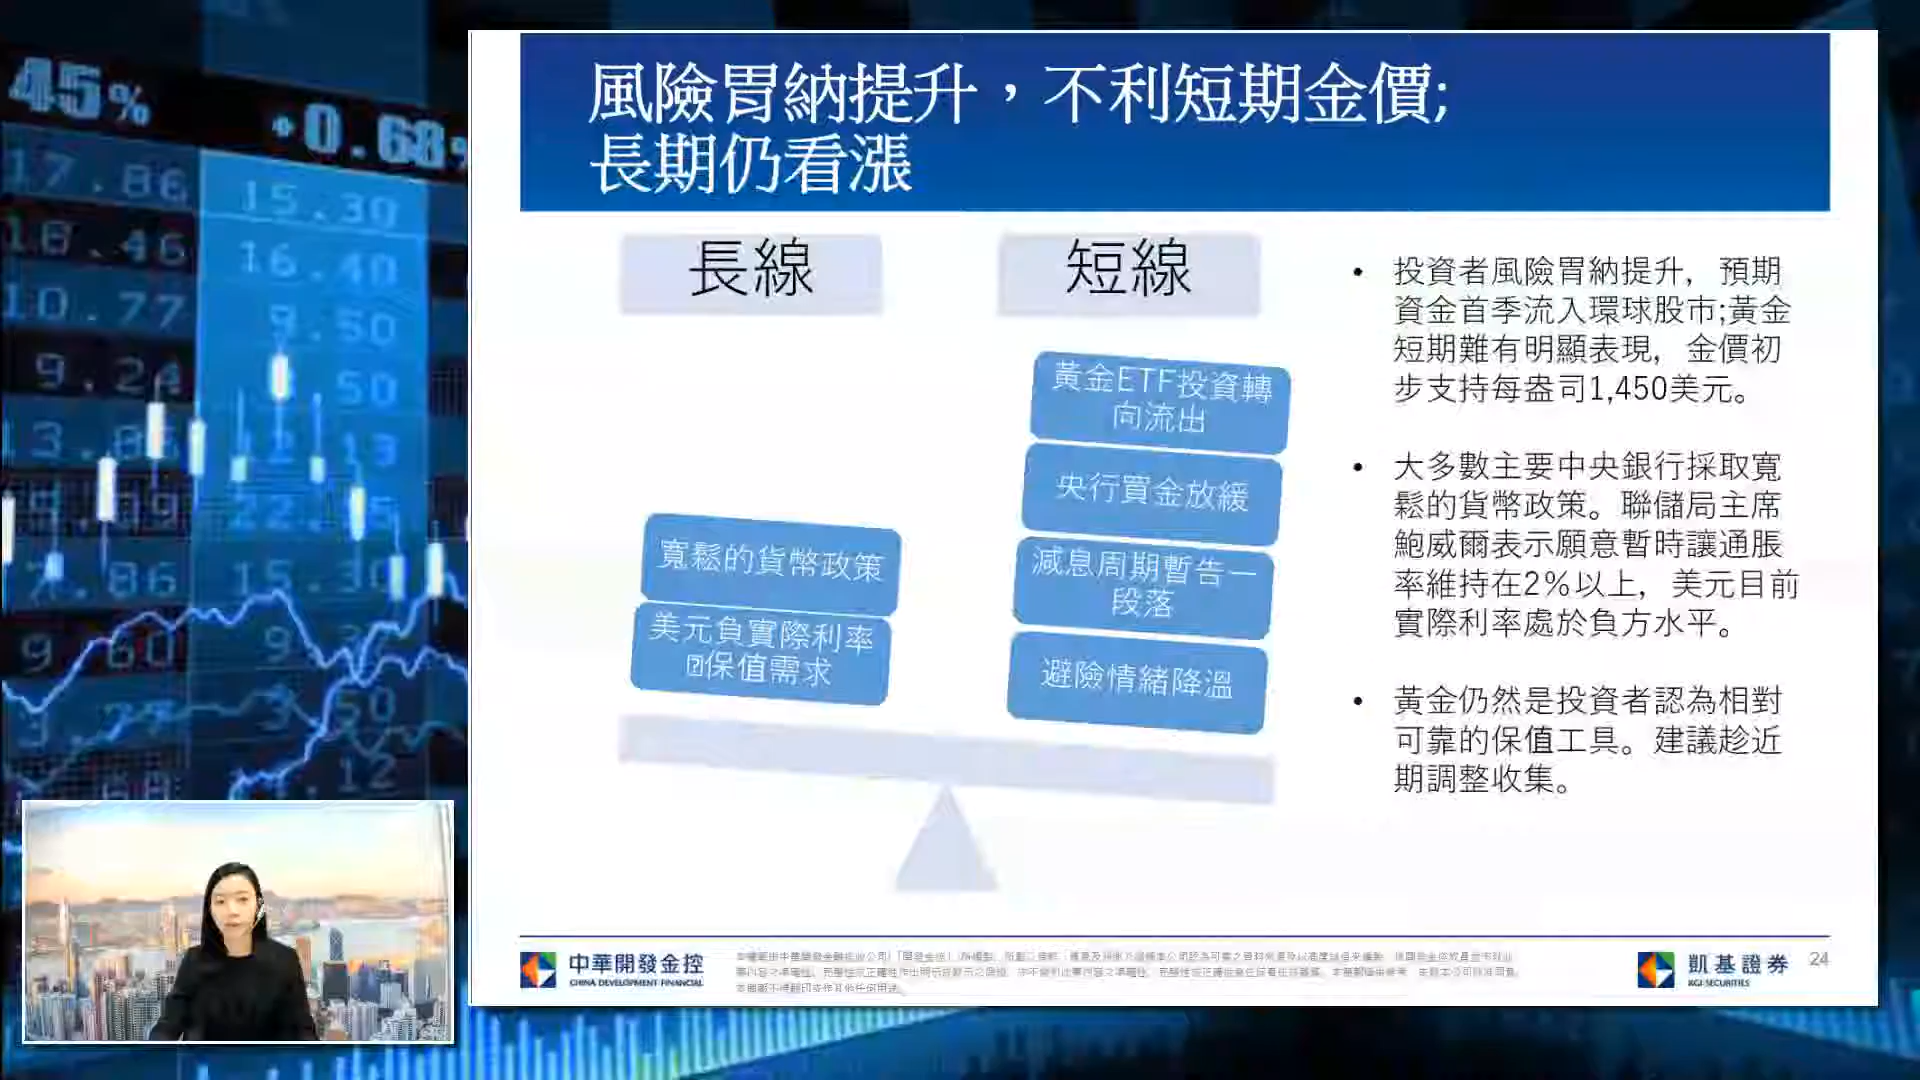 45%
+0.68%
17.86
15.30
18.46
16.40
10.77
9.50
9.24
50
9 60
3.77
3.50
風險胃納提升，不利短期金價;
長期仍看漲
長線
短線
寬鬆的貨幣政策
美元負實際利率
保值需求
黃金ETF投資轉
向流出
央行買金放緩
減息周期暫告一
段落
避險情緒降溫
• 投資者風險胃納提升，預期
資金首季流入環球股市;黃金
短期難有明顯表現，金價初
步支持每盎司1,450美元。
• 大多數主要中央銀行採取寬
鬆的貨幣政策。聯儲局主席
鮑威爾表示願意暫時讓通脹
率維持在2%以上，美元目前
實際利率處於負方水平。
• 黃金仍然是投資者認為相對
可靠的保值工具。建議趁近
期調整收集。
中華開發金控
CHINA DEVELOPMENT FINANCIAL
凱基證券
KGI SECURITIES
24